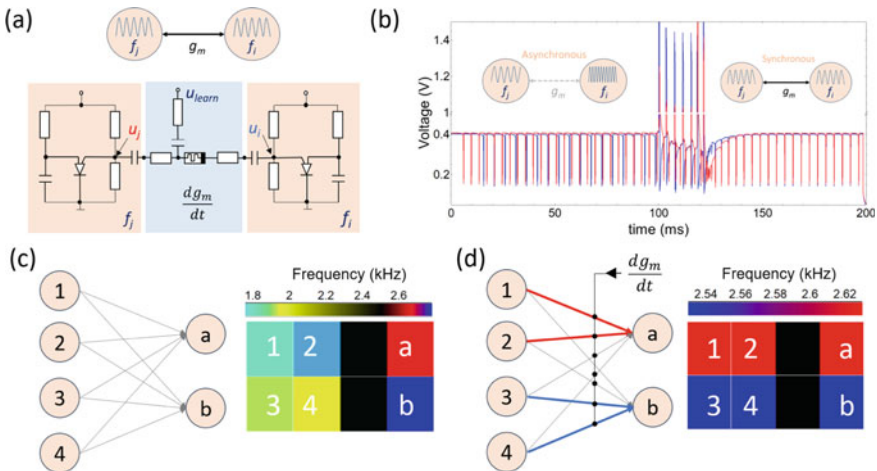 (a)
f_j
g_m
f_i
u_learn
u_j
u_i
f_j
dg_m
dt
f_i
(b)
Voltage (V)
1.4
1.2
1
0.4
0.2
Asynchronous
f_j
g_m
f_i
Synchronous
f_j
g_m
f_i
0
50
100
150
200
time (ms)
(c)
1
2
3
4
a
b
Frequency (kHz)
1.8 2 2.2 2.4 2.6
1 2 a
3 4 b
(d)
dg_m
dt
1
2
3
4
a
b
Frequency (kHz)
2.54 2.56 2.58 2.6 2.62
1 2 a
3 4 b